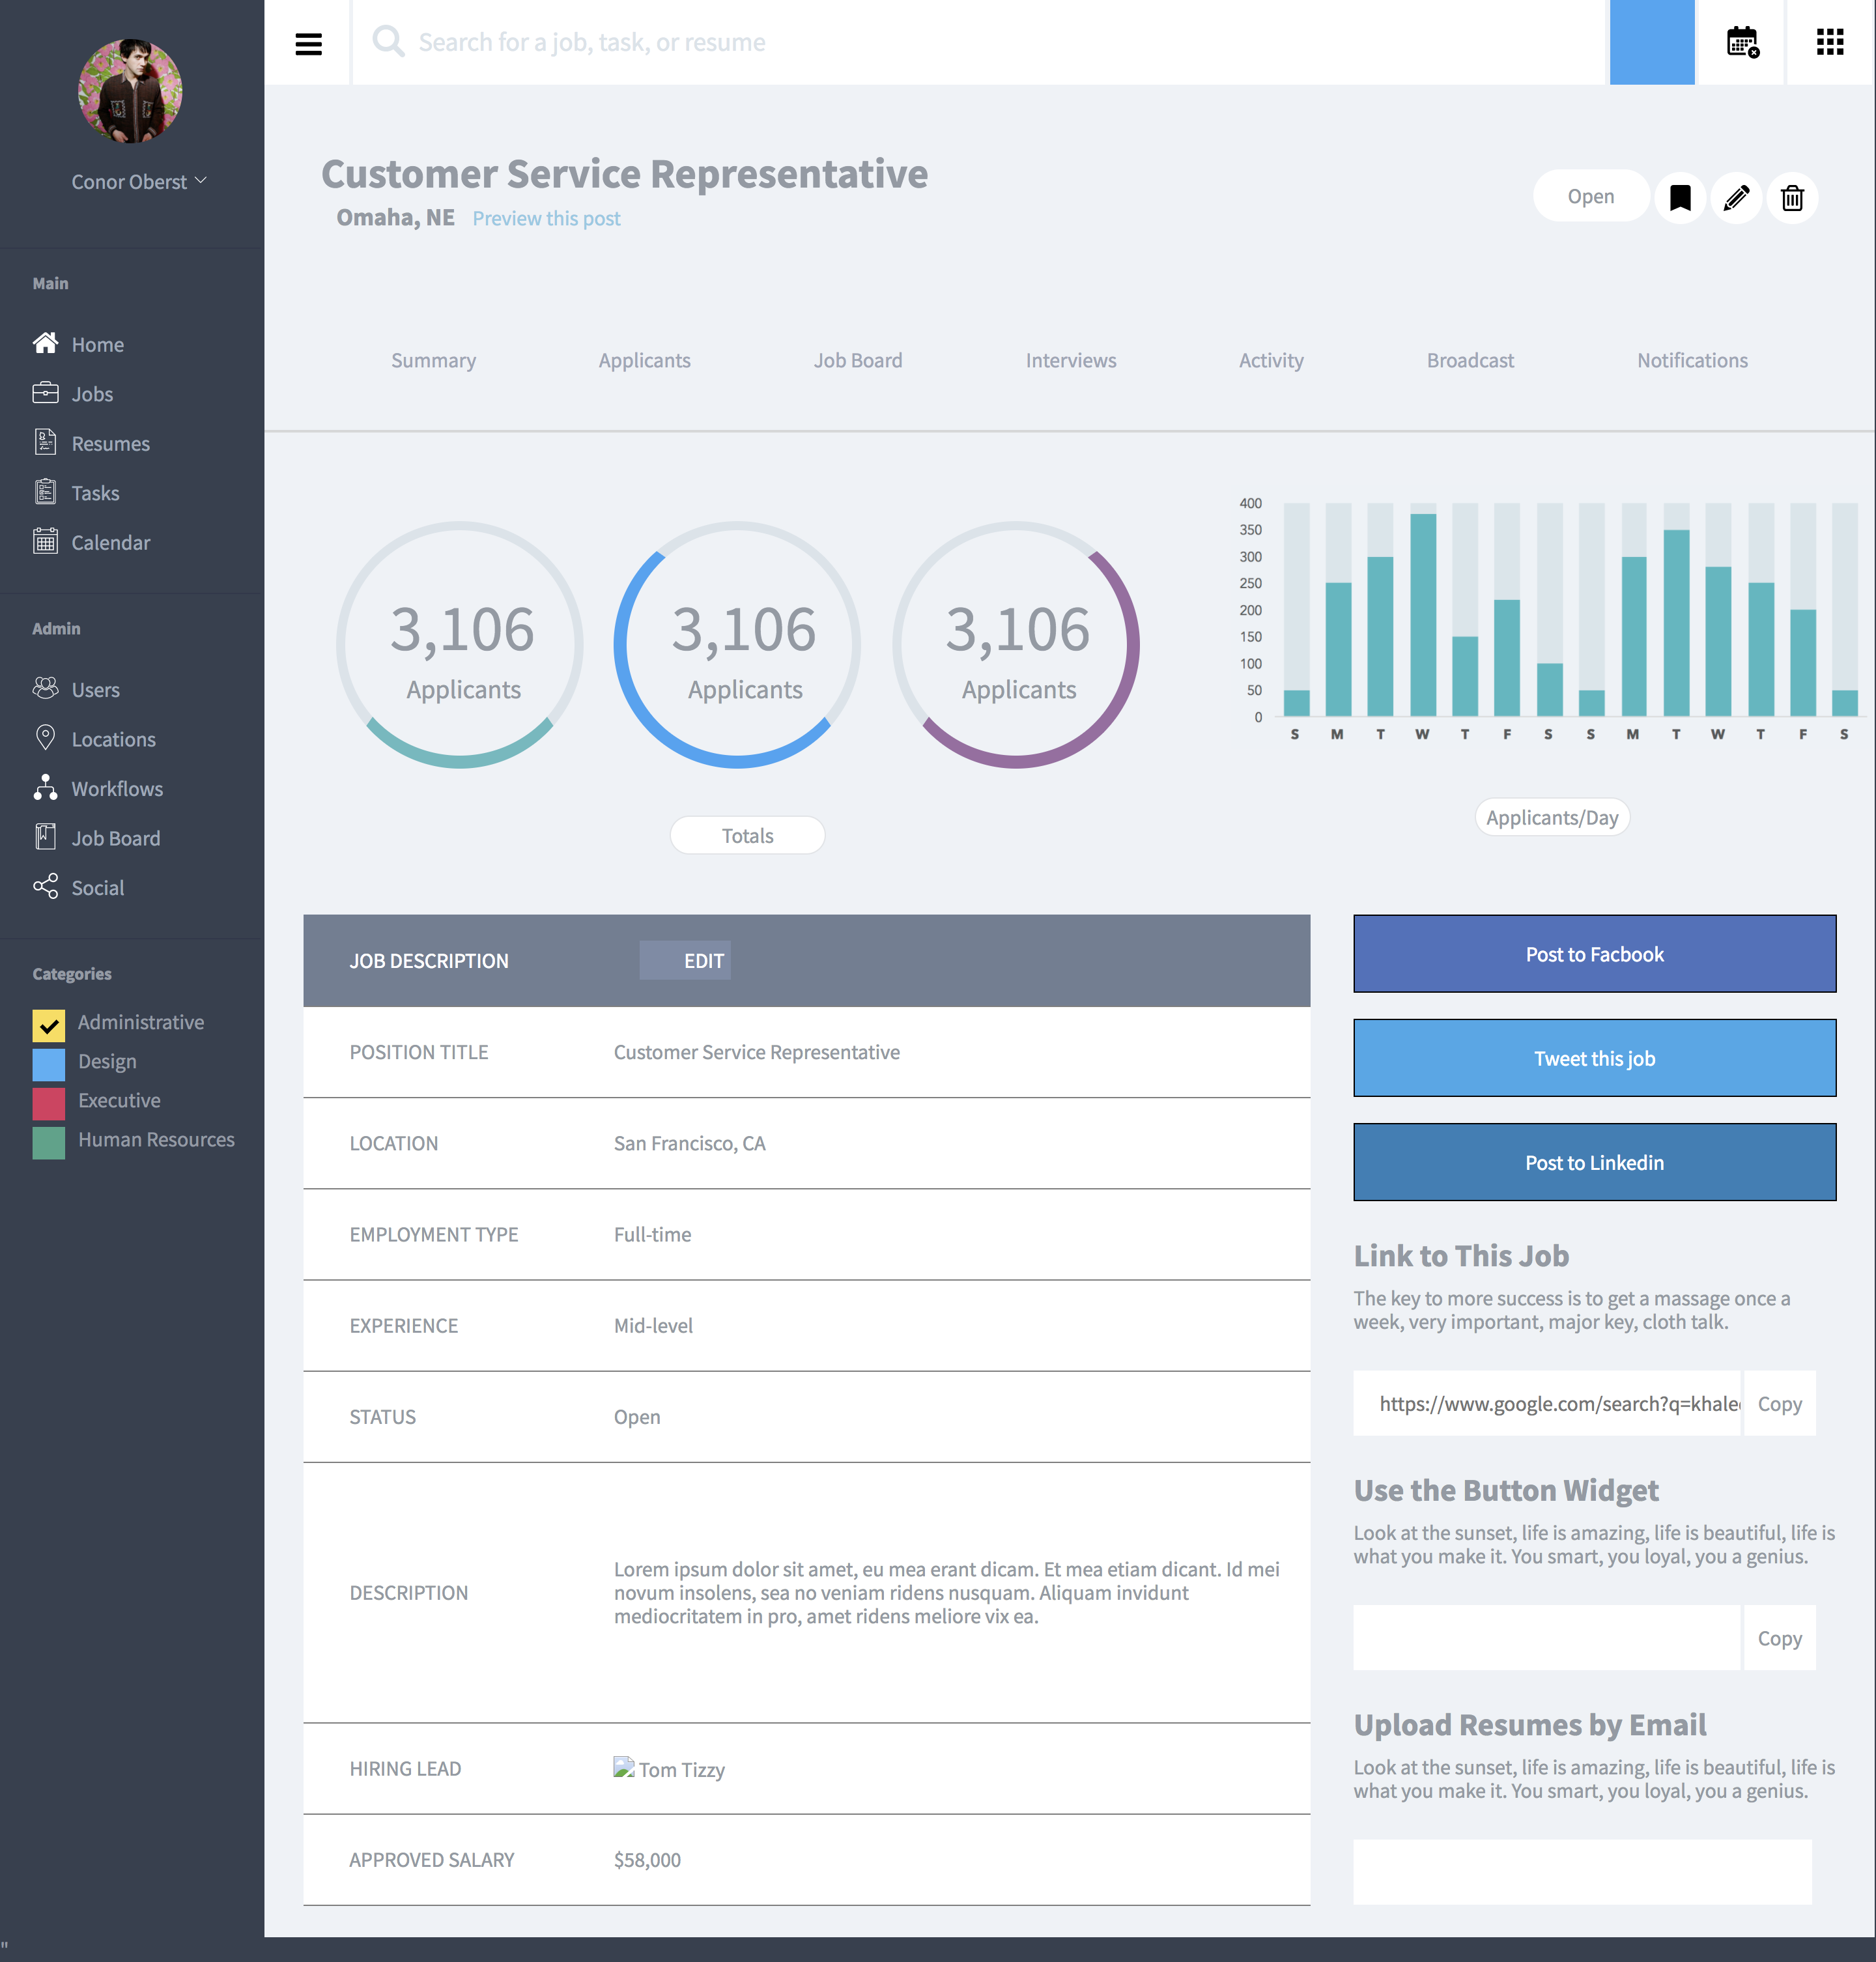 Conor Oberst
Main
Home
Jobs
Resumes
Tasks
Calendar
Admin
Users
Locations
Workflows
Job Board
Social
Categories
Administrative
Design
Executive
Human Resources
"
Search for a job, task, or resume
Customer Service Representative
Omaha, NE Preview this post
Open
Summary Applicants Job Board Interviews Activity Broadcast Notifications
3,106
Applicants
3,106
Applicants
3,106
Applicants
Totals
400
350
300
250
200
150
100
50
0
S M T W T F S S M T W T F S
Applicants/Day
JOB DESCRIPTION EDIT
POSITION TITLE Customer Service Representative
LOCATION San Francisco, CA
EMPLOYMENT TYPE Full-time
EXPERIENCE Mid-level
STATUS Open
DESCRIPTION
Lorem ipsum dolor sit amet, eu mea erant dicam. Et mea etiam dicant. Id mei
novum insolens, sea no veniam ridens nusquam. Aliquam invidunt
mediocritatem in pro, amet ridens meliore vix ea.
HIRING LEAD Tom Tizzy
APPROVED SALARY $58,000
Post to Facbook
Tweet this job
Post to Linkedin
Link to This Job
The key to more success is to get a massage once a
week, very important, major key, cloth talk.
https://www.google.com/search?q=khale Copy
Use the Button Widget
Look at the sunset, life is amazing, life is beautiful, life is
what you make it. You smart, you loyal, you a genius.
Copy
Upload Resumes by Email
Look at the sunset, life is amazing, life is beautiful, life is
what you make it. You smart, you loyal, you a genius.